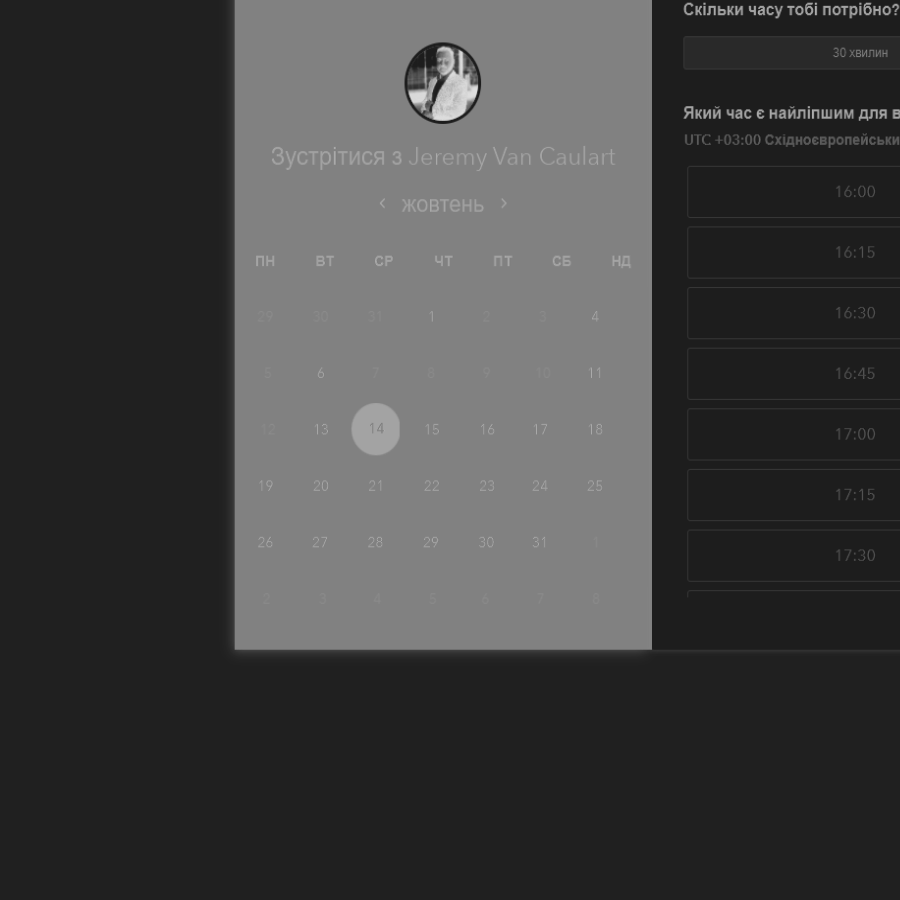 Зустрітися з Jeremy Van Caulart
‹ жовтень ›
ПН ВТ СР ЧТ ПТ СБ НД
29 30 31 1 2 3 4
5 6 7 8 9 10 11
12 13 14 15 16 17 18
19 20 21 22 23 24 25
26 27 28 29 30 31 1
2 3 4 5 6 7 8
Скільки часу тобі потрібно?
30 хвилин
Який час є найліпшим для в
UTC +03:00 Східноєвропейськи
16:00
16:15
16:30
16:45
17:00
17:15
17:30